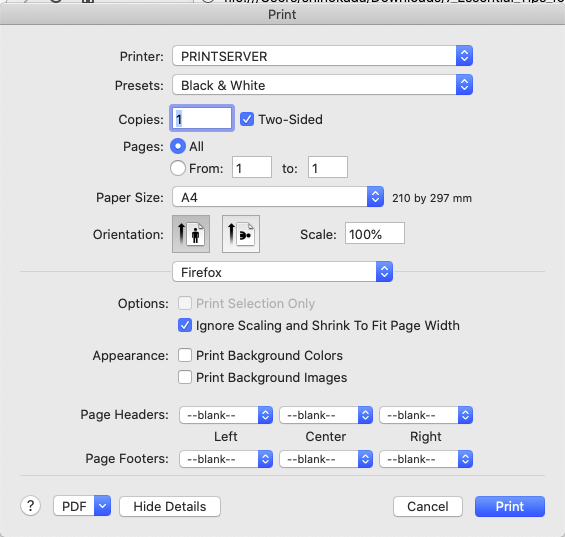 Print
Printer: PRINTSERVER
Presets: Black & White
Copies: 1 Two-Sided
Pages: All
From: 1 to: 1
Paper Size: A4 210 by 297 mm
Orientation: Scale: 100%
Firefox
Options: Print Selection Only
Ignore Scaling and Shrink To Fit Page Width
Appearance: Print Background Colors
Print Background Images
Page Headers: --blank-- --blank-- --blank--
Left Center Right
Page Footers: --blank-- --blank-- --blank--
? PDF Hide Details Cancel Print